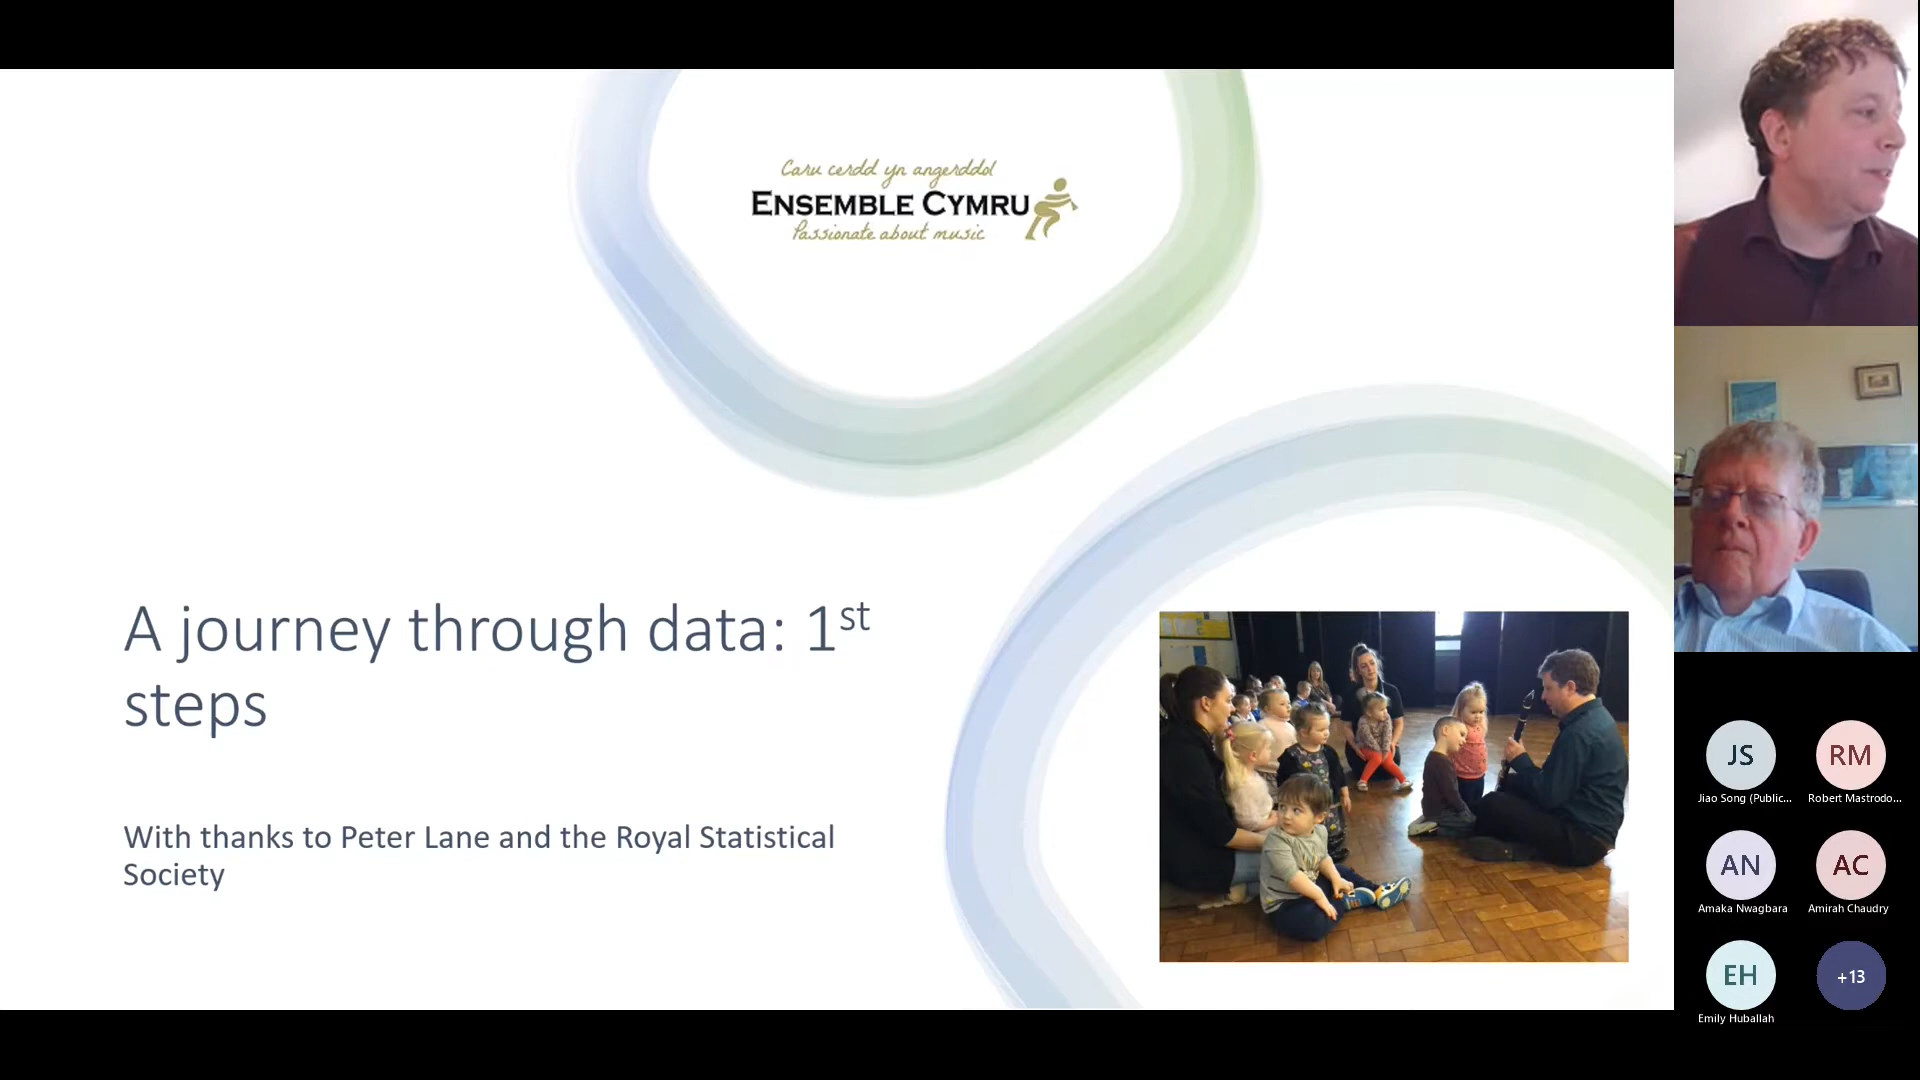 Caru cerdd yn angerddol
ENSEMBLE CYMRU
Passionate about music
A journey through data: 1st
steps
With thanks to Peter Lane and the Royal Statistical
Society
JS
RM
Jiao Song (Public...
Robert Mastrodo...
AN
AC
Amaka Nwagbara
Amirah Chaudry
EH
+13
Emily Huballah